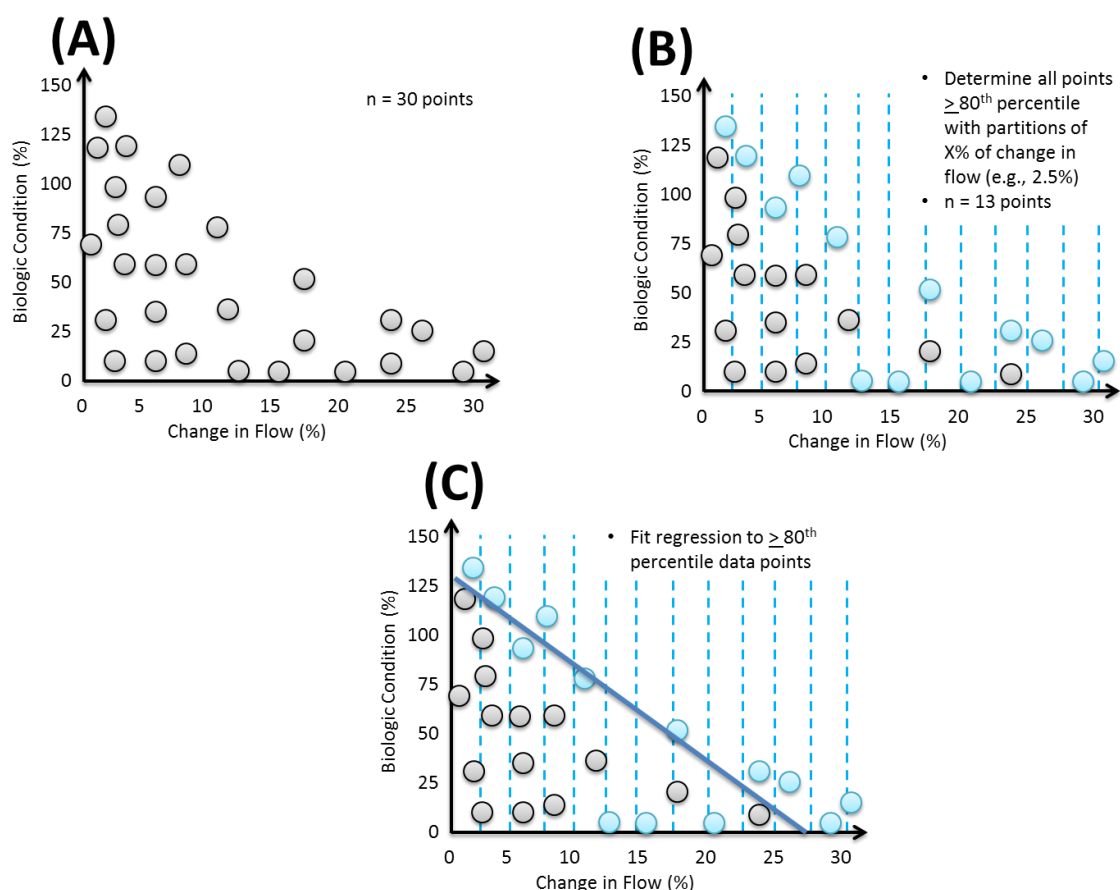 (A)
n = 30 points
150
125
100
75
50
25
0
Biologic Condition (%)
0 5 10 15 20 25 30
Change in Flow (%)
(B)
• Determine all points
≥ 80th percentile
with partitions of
X% of change in
flow (e.g., 2.5%)
• n = 13 points
150
125
100
75
50
25
0
Biologic Condition (%)
0 5 10 15 20 25 30
Change in Flow (%)
(C)
• Fit regression to ≥ 80th
percentile data points
150
125
100
75
50
25
0
Biologic Condition (%)
0 5 10 15 20 25 30
Change in Flow (%)